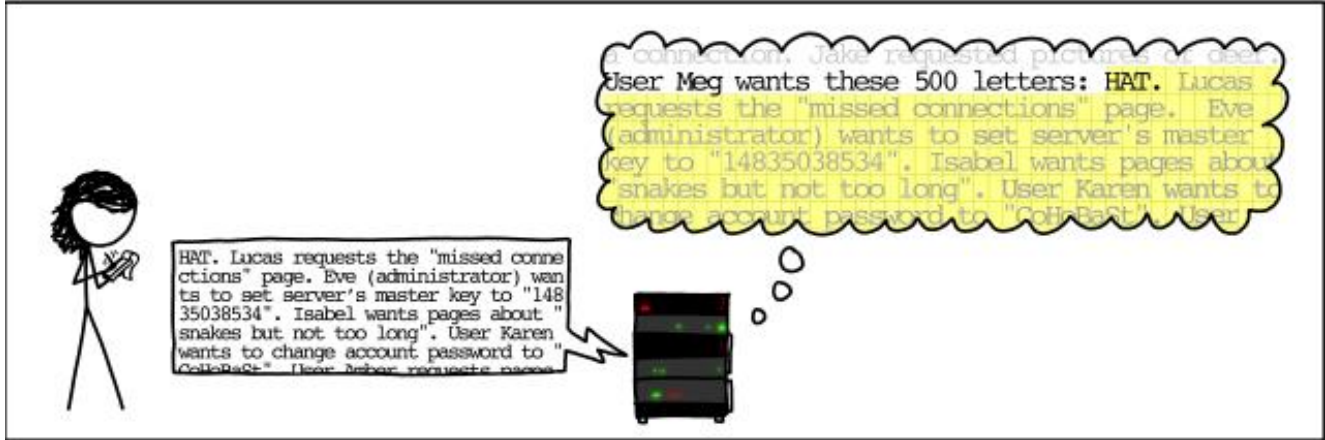 a connection. Jake requested pictures of deer.
User Meg wants these 500 letters: HAT. Lucas
requests the "missed connections" page. Eve
(administrator) wants to set server's master
key to "14835038534". Isabel wants pages about
"snakes but not too long". User Karen wants to
change account password to "CoHoBaSt". User
HAT. Lucas requests the "missed conne
ctions" page. Eve (administrator) wan
ts to set server's master key to "148
35038534". Isabel wants pages about "
snakes but not too long". User Karen
wants to change account password to "
CoHoBaSt". User Amber requests pages